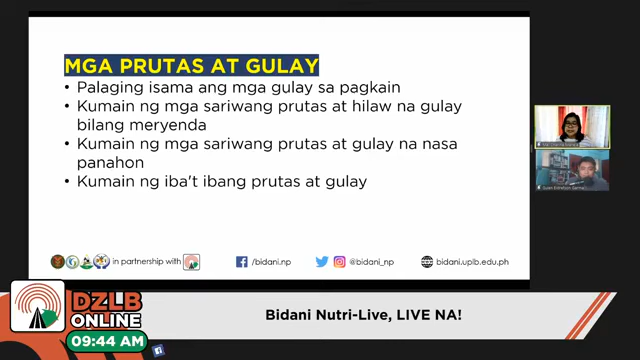 MGA PRUTAS AT GULAY
• Palaging isama ang mga gulay sa pagkain
• Kumain ng mga sariwang prutas at hilaw na gulay
bilang meryenda
• Kumain ng mga sariwang prutas at gulay na nasa
panahon
• Kumain ng iba't ibang prutas at gulay
in partnership with
/bidani.np
@bidani_np
bidani.uplb.edu.ph
DZLB
ONLINE
09:44 AM
Bidani Nutri-Live, LIVE NA!